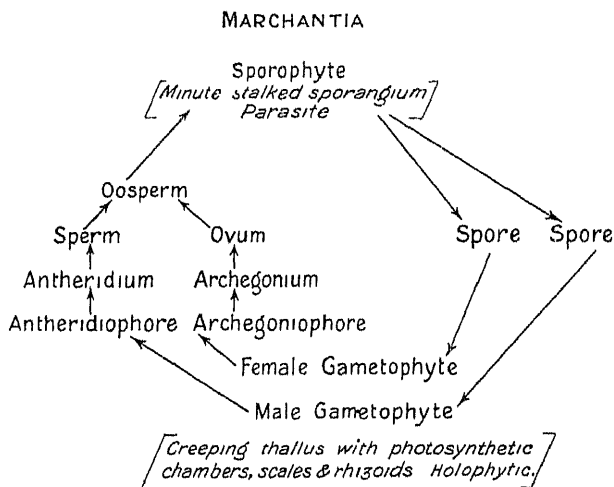 MARCHANTIA
Sporophyte
[Minute stalked sporangium]
Parasite
Oosperm
Sperm Ovum Spore Spore
Antheridium Archegonium
Antheridiophore Archegoniophore
Female Gametophyte
Male Gametophyte
[Creeping thallus with photosynthetic
chambers, scales & rhizoids Holophytic.]